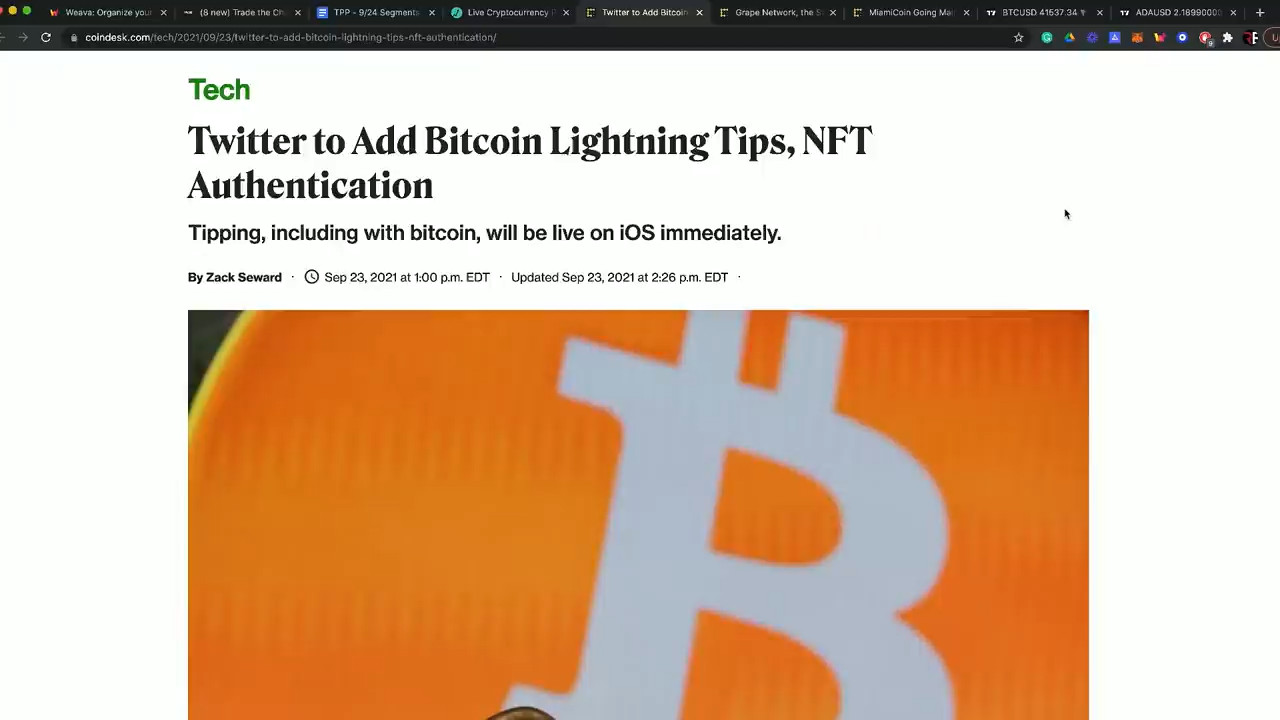 Weava: Organize your
(8 new) Trade the Ch
TPP - 9/24 Segments
Live Cryptocurrency P
Twitter to Add Bitcoin
Grape Network, the S
MiamiCoin Going Mai
BTCUSD 41537.34
ADAUSD 2.18990000
coindesk.com/tech/2021/09/23/twitter-to-add-bitcoin-lightning-tips-nft-authentication/
Tech
Twitter to Add Bitcoin Lightning Tips, NFT
Authentication
Tipping, including with bitcoin, will be live on iOS immediately.
By Zack Seward · Sep 23, 2021 at 1:00 p.m. EDT · Updated Sep 23, 2021 at 2:26 p.m. EDT ·